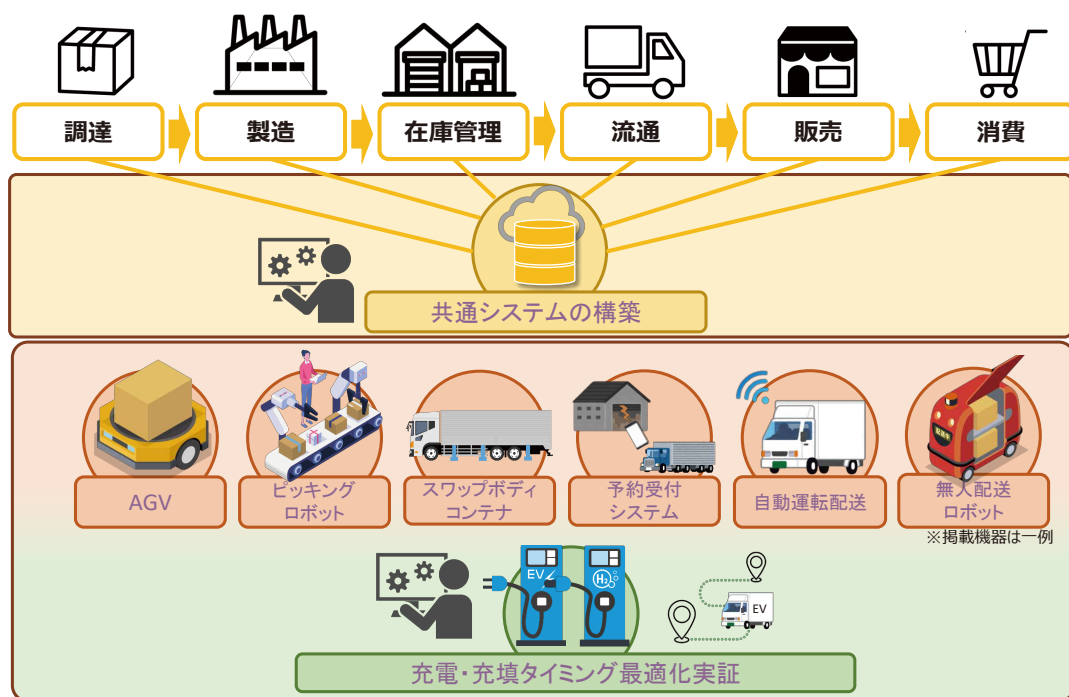 調達
製造
在庫管理
流通
販売
消費
共通システムの構築
AGV
ピッキング
ロボット
スワップボディ
コンテナ
予約受付
システム
自動運転配送
無人配送
ロボット
※掲載機器は一例
EV
H2
EV
充電・充填タイミング最適化実証